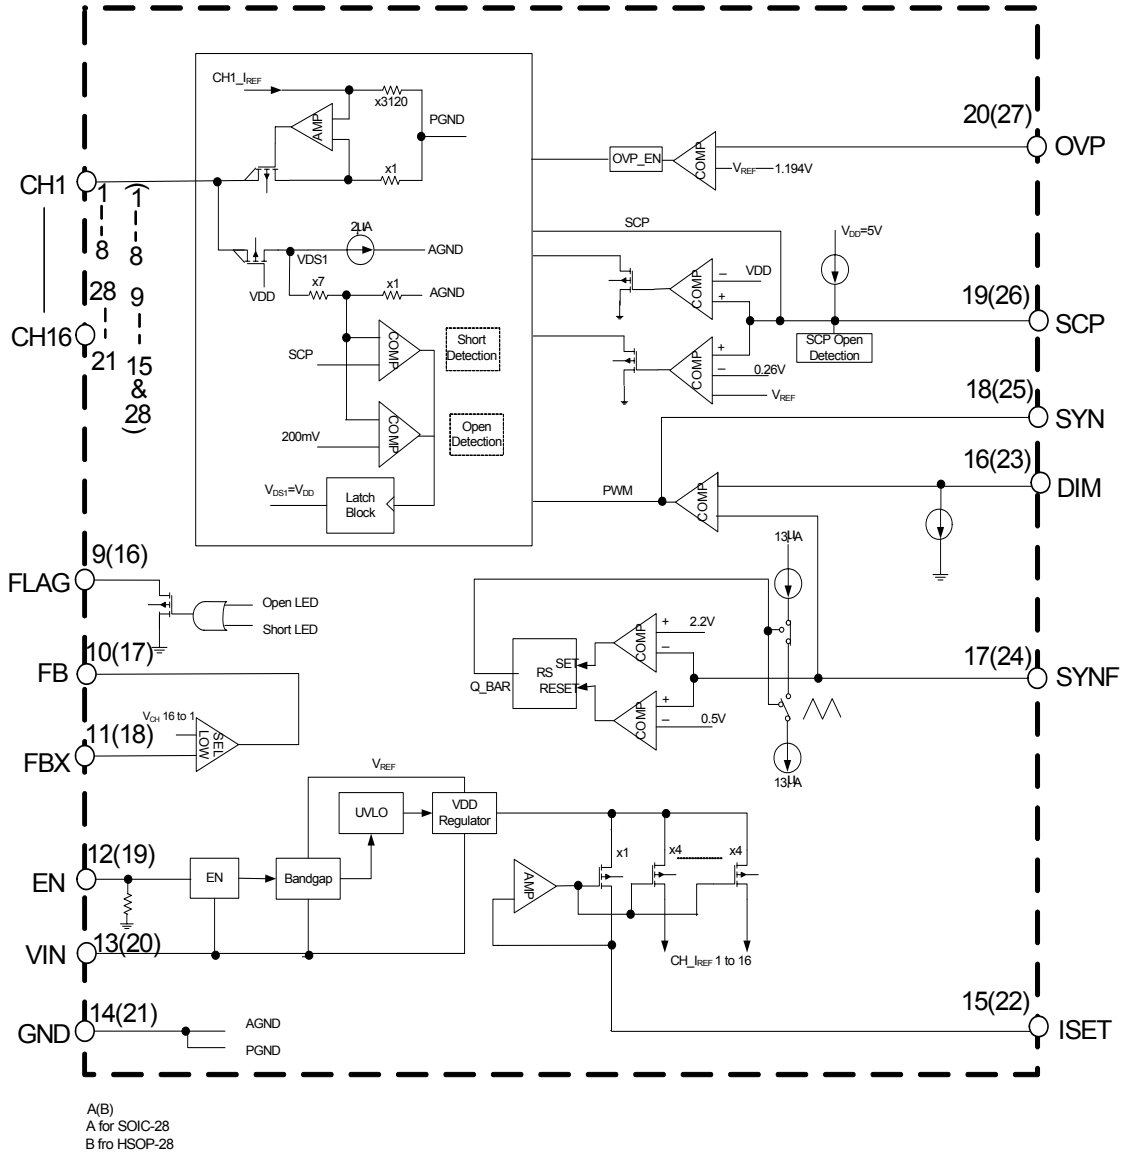 CH1_IREF
x3120
AMP
PGND
x1
20(27)
OVP
OVP_EN
COMP
VREF
1.194V
CH1
1
8
(1
8
28
9
CH16
21
15
&
28)
2µA
VDS1
AGND
VDD
x7
x1
AGND
SCP
VDD=5V
COMP
VDD
−
+
19(26)
SCP
SCP Open
Detection
COMP
Short
Detection
SCP
COMP
+
−
0.26V
VREF
18(25)
SYN
COMP
Open
Detection
200mV
16(23)
DIM
VDS1=VDD
Latch
Block
PWM
COMP
9(16)
FLAG
Open LED
Short LED
13µA
10(17)
FB
COMP
+
−
2.2V
RS
SET
RESET
Q_BAR
17(24)
SYNF
VCH 16 to 1
COMP
+
−
0.5V
11(18)
FBX
SEL
LOW
13µA
VREF
UVLO
VDD
Regulator
12(19)
EN
EN
Bandgap
AMP
x1
x4
x4
13(20)
VIN
CH_IREF 1 to 16
14(21)
GND
AGND
PGND
15(22)
ISET
A(B)
A for SOIC-28
B fro HSOP-28